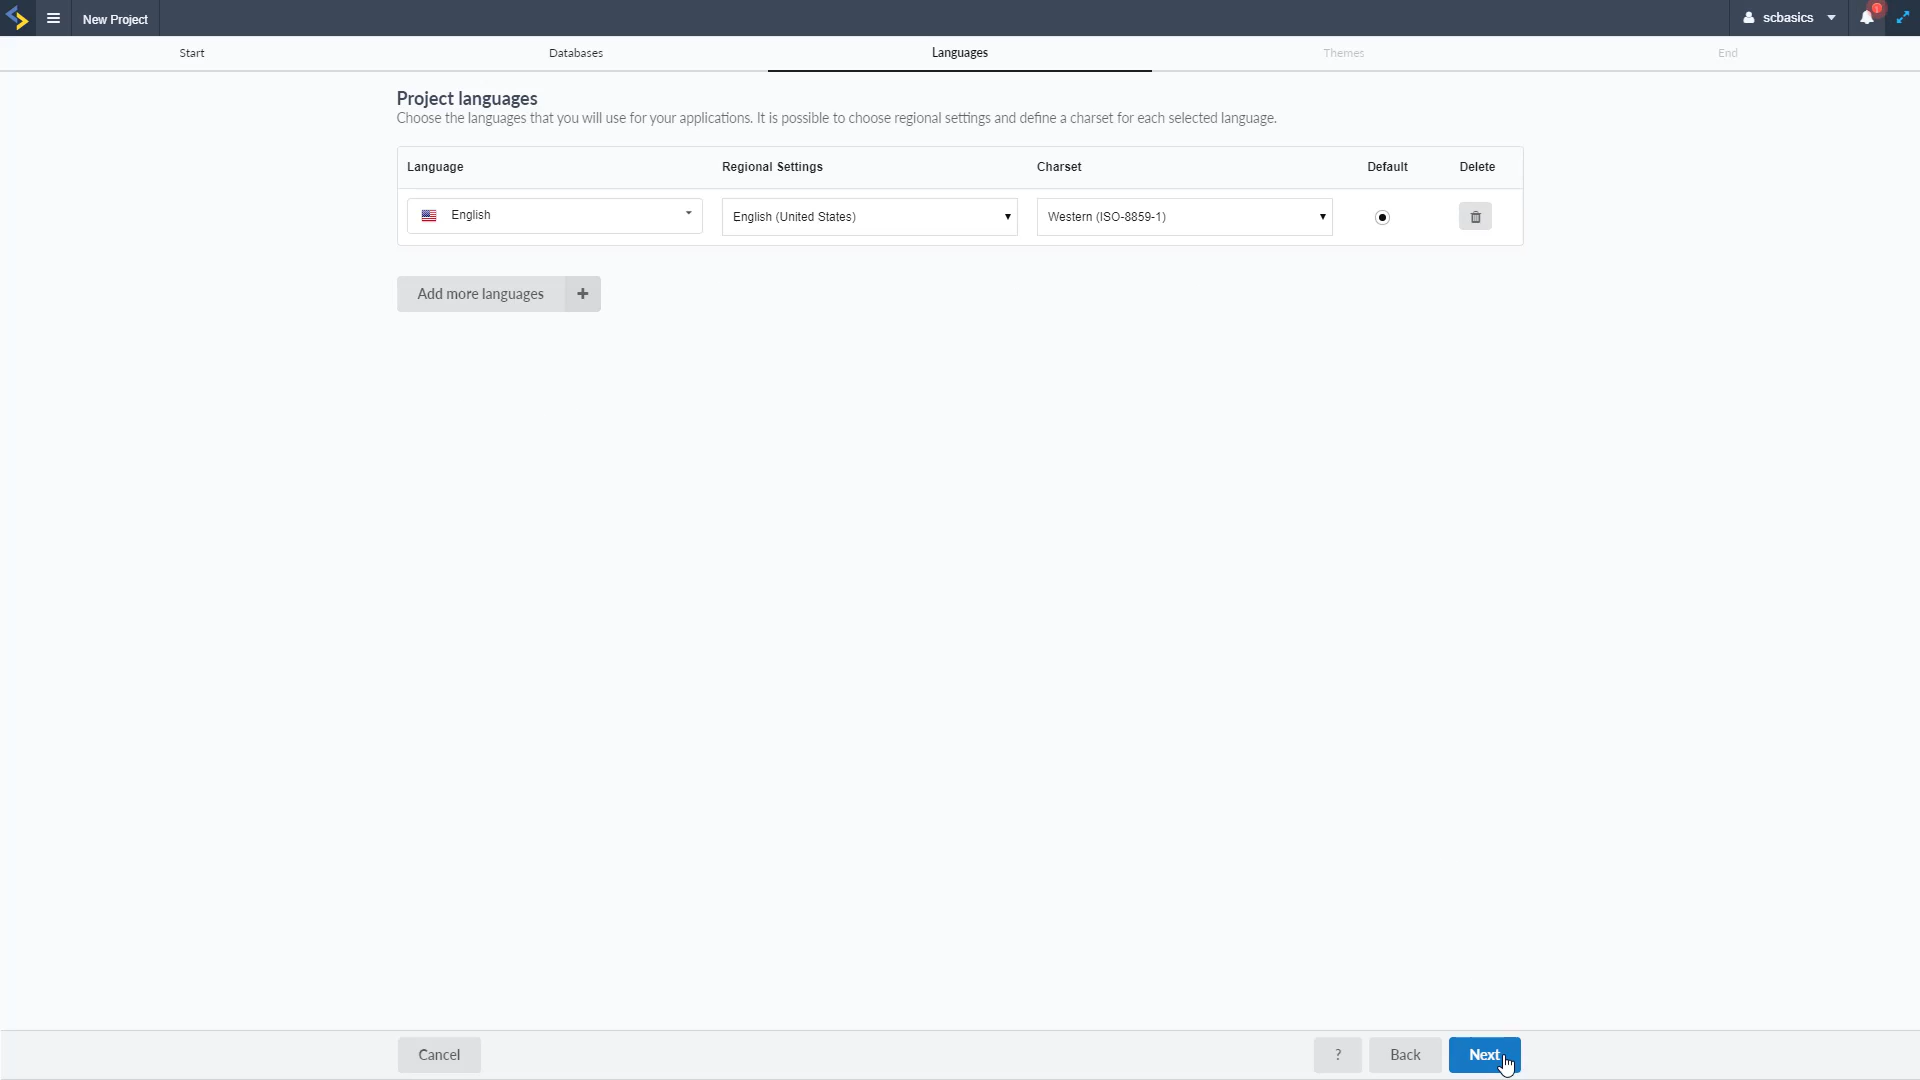 New Project
scbasics
Start
Databases
Languages
Themes
End
Project languages
Choose the languages that you will use for your applications. It is possible to choose regional settings and define a charset for each selected language.
Language
Regional Settings
Charset
Default
Delete
English
English (United States)
Western (ISO-8859-1)
Add more languages
+
Cancel
?
Back
Next